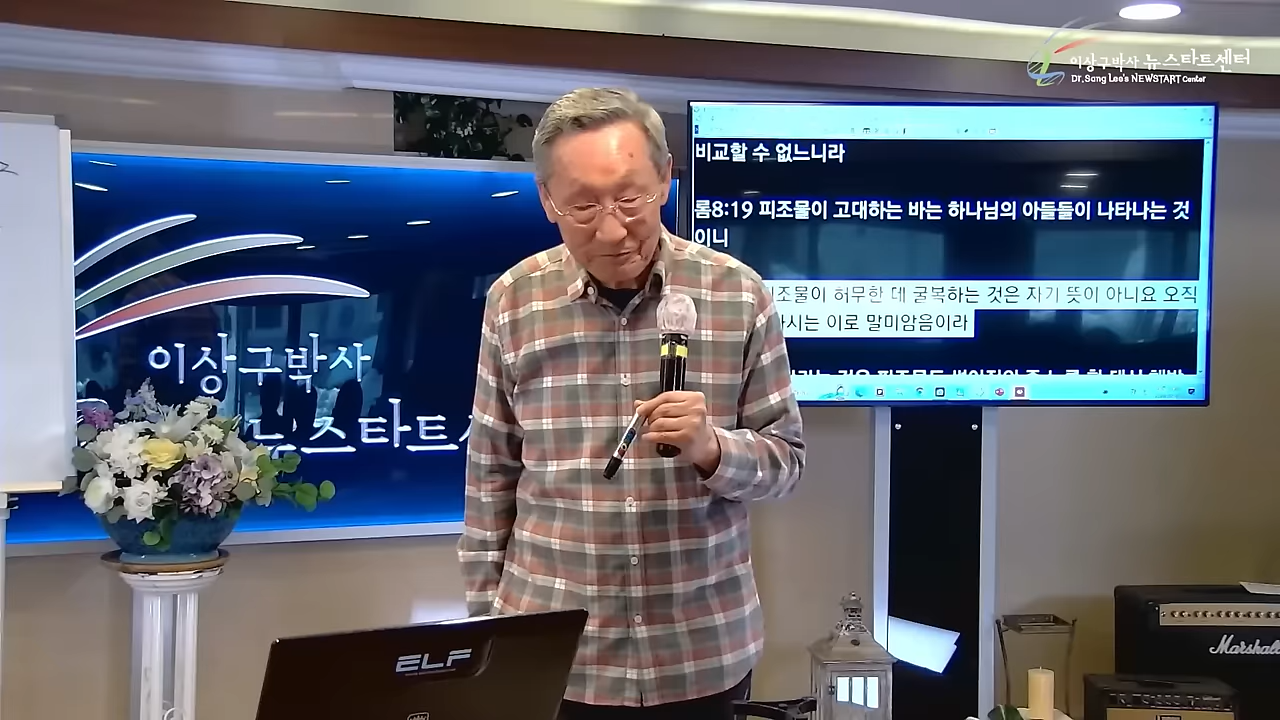 이상구박사 뉴스타트센터
Dr. Sang Lee's NEWSTART Center
비교할 수 없느니라
롬8:19 피조물이 고대하는 바는 하나님의 아들들이 나타나는 것
이니
피조물이 허무한 데 굴복하는 것은 자기 뜻이 아니요 오직
하시는 이로 말미암음이라
이상구박사
뉴스타트
ELF
Marshall